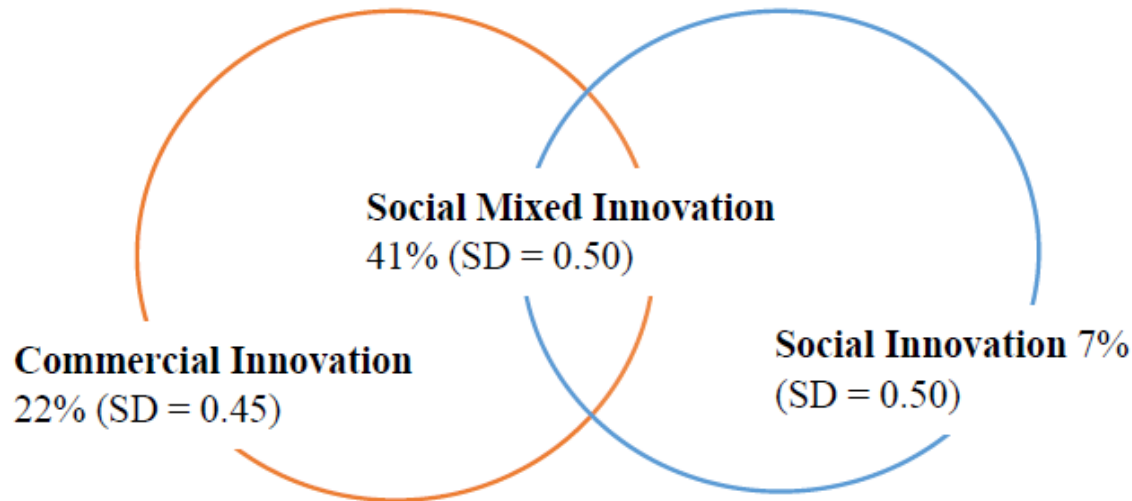 Social Mixed Innovation
41% (SD = 0.50)
Commercial Innovation
22% (SD = 0.45)
Social Innovation 7%
(SD = 0.50)